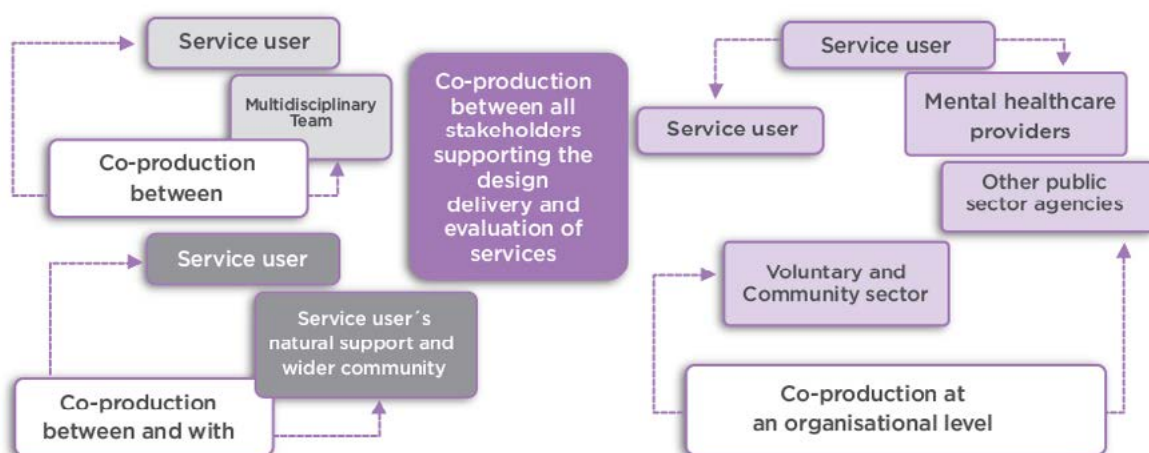 Service user
Multidisciplinary
Team
Co-production
between
Service user
Service user´s
natural support and
wider community
Co-production
between and with
Co-production
between all
stakeholders
supporting the
design
delivery and
evaluation of
services
Service user
Service user
Mental healthcare
providers
Other public
sector agencies
Voluntary and
Community sector
Co-production at
an organisational level